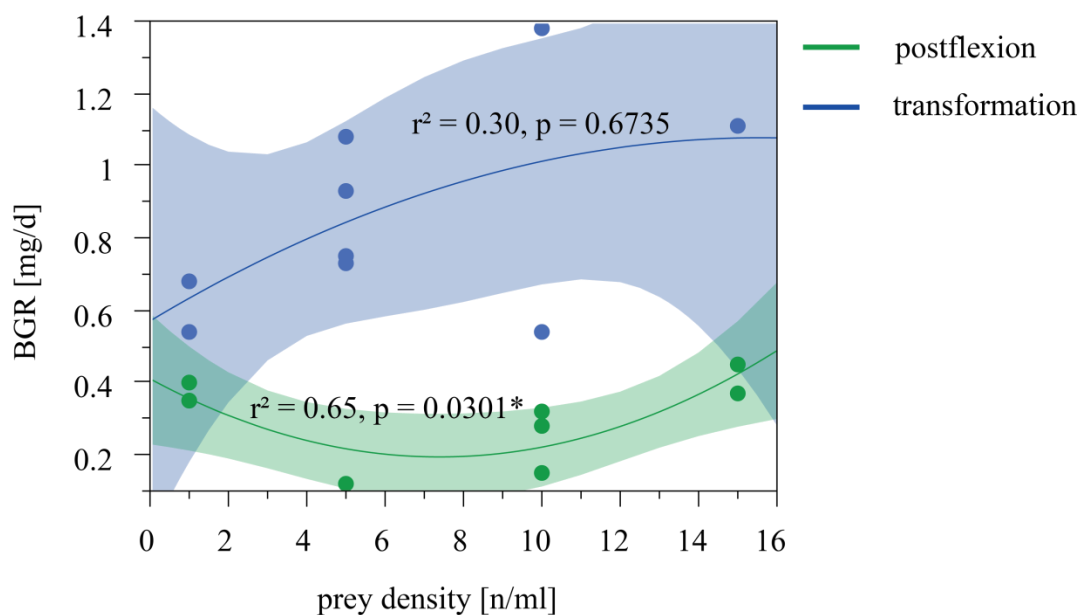 1.4
1.2
1
0.8
0.6
0.4
0.2
BGR [mg/d]
r² = 0.30, p = 0.6735
r² = 0.65, p = 0.0301*
0 2 4 6 8 10 12 14 16
prey density [n/ml]
postflexion
transformation